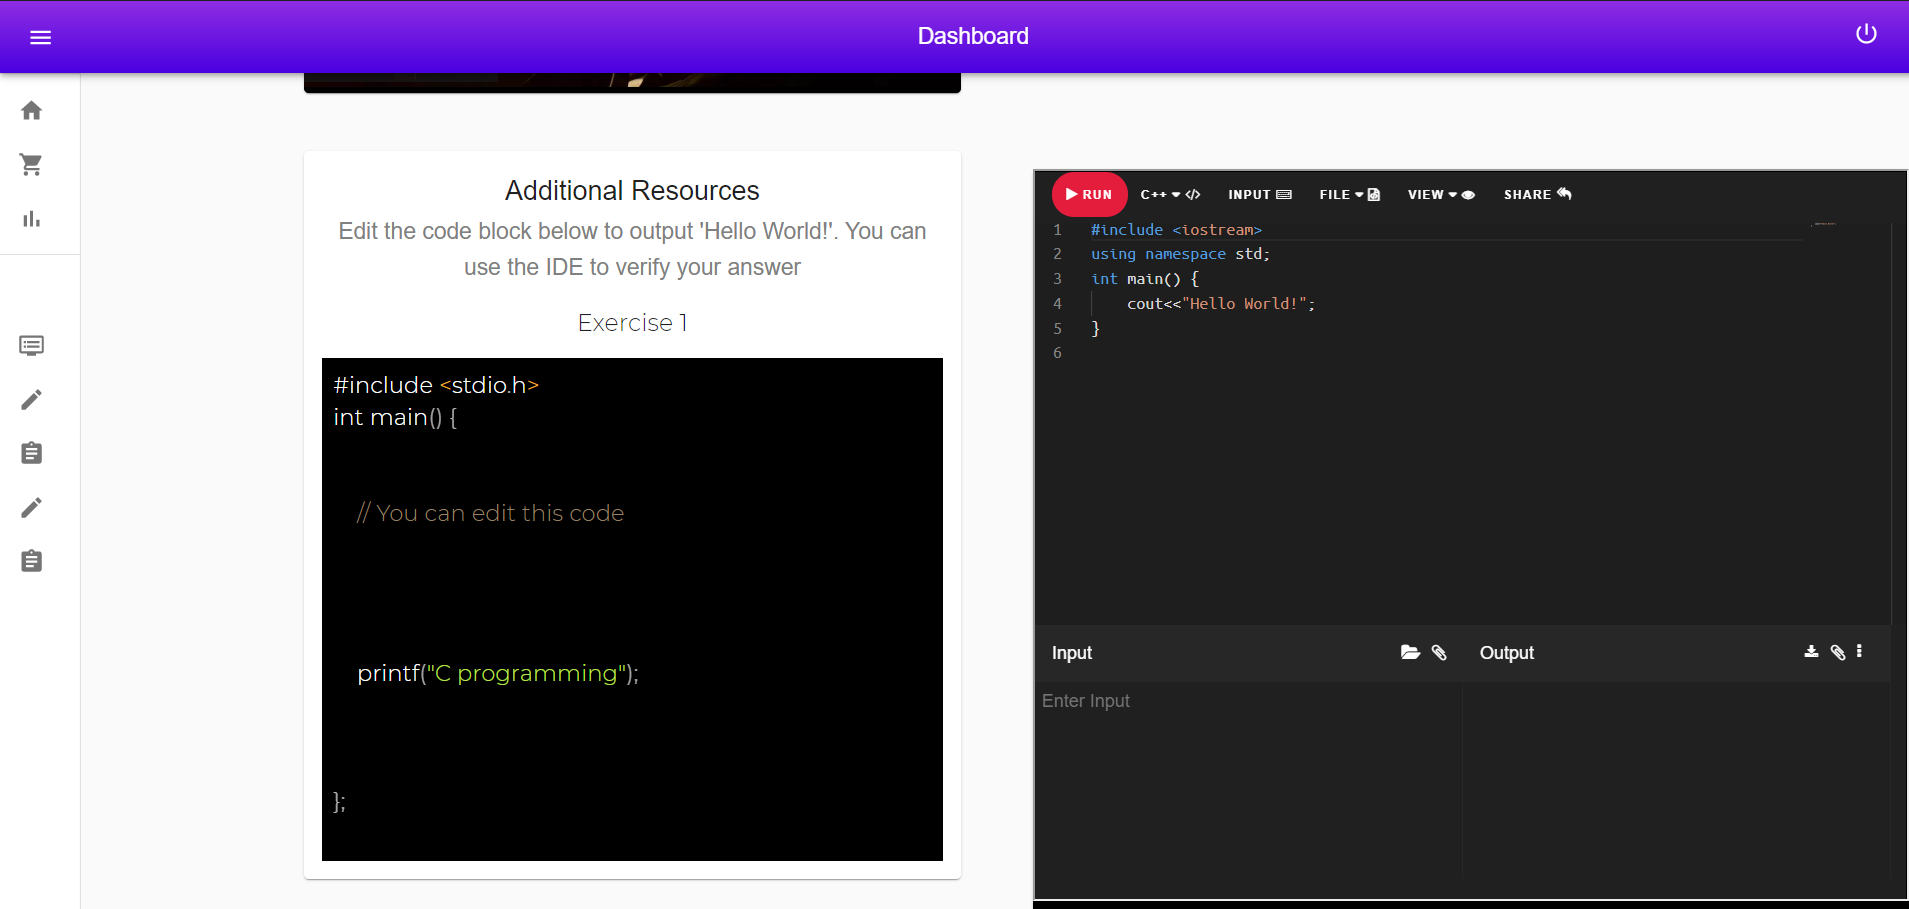 Dashboard
Additional Resources
Edit the code block below to output 'Hello World!'. You can
use the IDE to verify your answer
Exercise 1
#include <stdio.h>
int main() {
// You can edit this code
printf("C programming");
};
RUN C++ INPUT FILE VIEW SHARE
1 #include <iostream>
2 using namespace std;
3 int main() {
4 cout<<"Hello World!";
5 }
6
Input Output
Enter Input